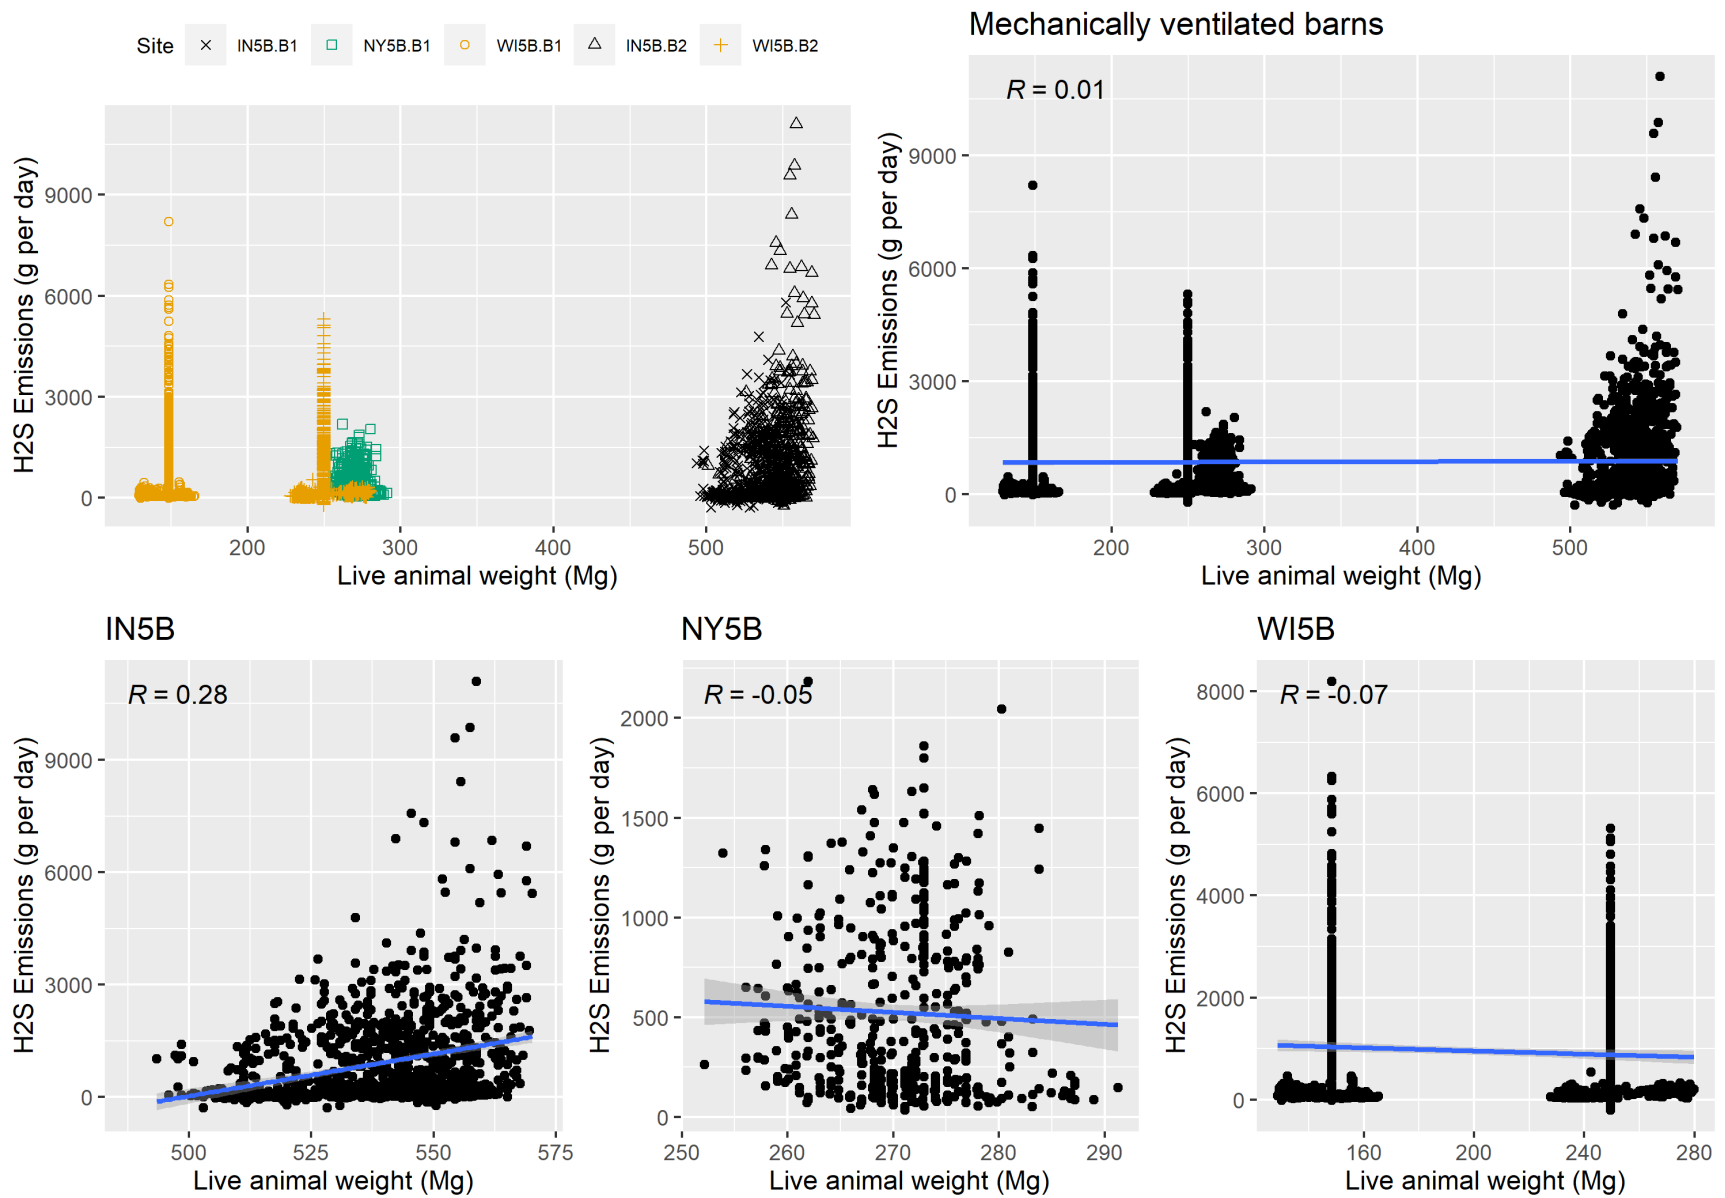 Site IN5B.B1 NY5B.B1 WI5B.B1 IN5B.B2 WI5B.B2
H2S Emissions (g per day)
9000
6000
3000
0
200 300 400 500
Live animal weight (Mg)
Mechanically ventilated barns
R = 0.01
H2S Emissions (g per day)
9000
6000
3000
0
200 300 400 500
Live animal weight (Mg)
IN5B
R = 0.28
H2S Emissions (g per day)
9000
6000
3000
0
500 525 550 575
Live animal weight (Mg)
NY5B
R = -0.05
H2S Emissions (g per day)
2000
1500
1000
500
0
250 260 270 280 290
Live animal weight (Mg)
WI5B
R = -0.07
H2S Emissions (g per day)
8000
6000
4000
2000
0
160 200 240 280
Live animal weight (Mg)